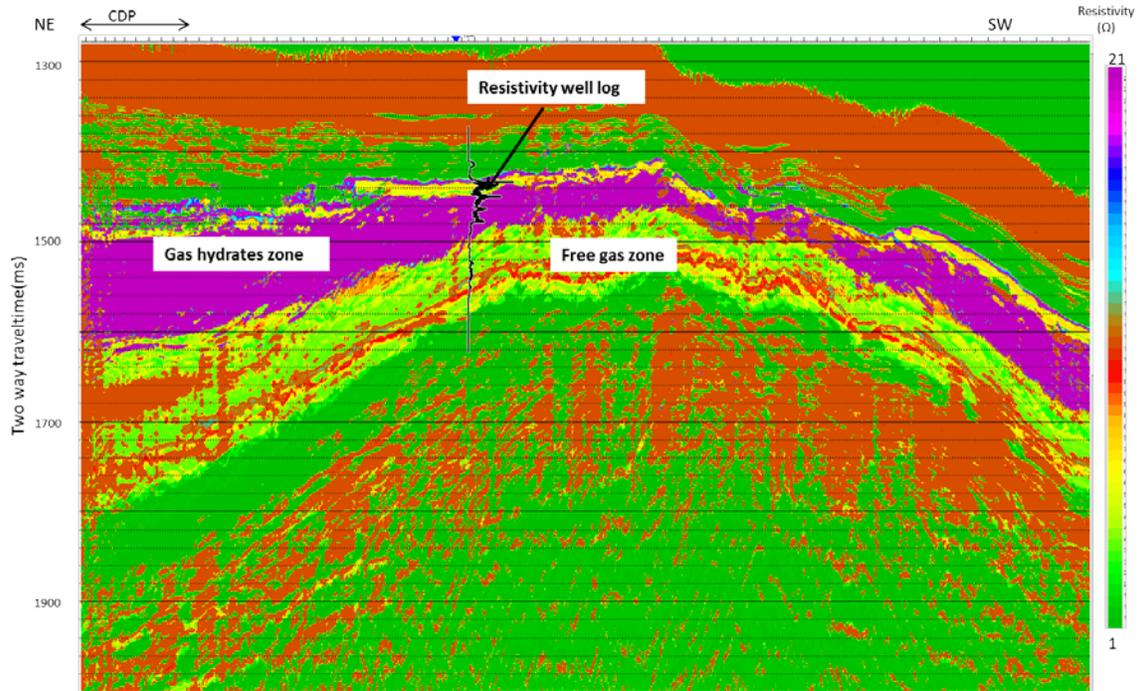 CDP
Resistivity
(Ω)
NE
SW
21
1300
Resistivity well log
1500
Gas hydrates zone
Free gas zone
Two way traveltime(ms)
1700
1900
1